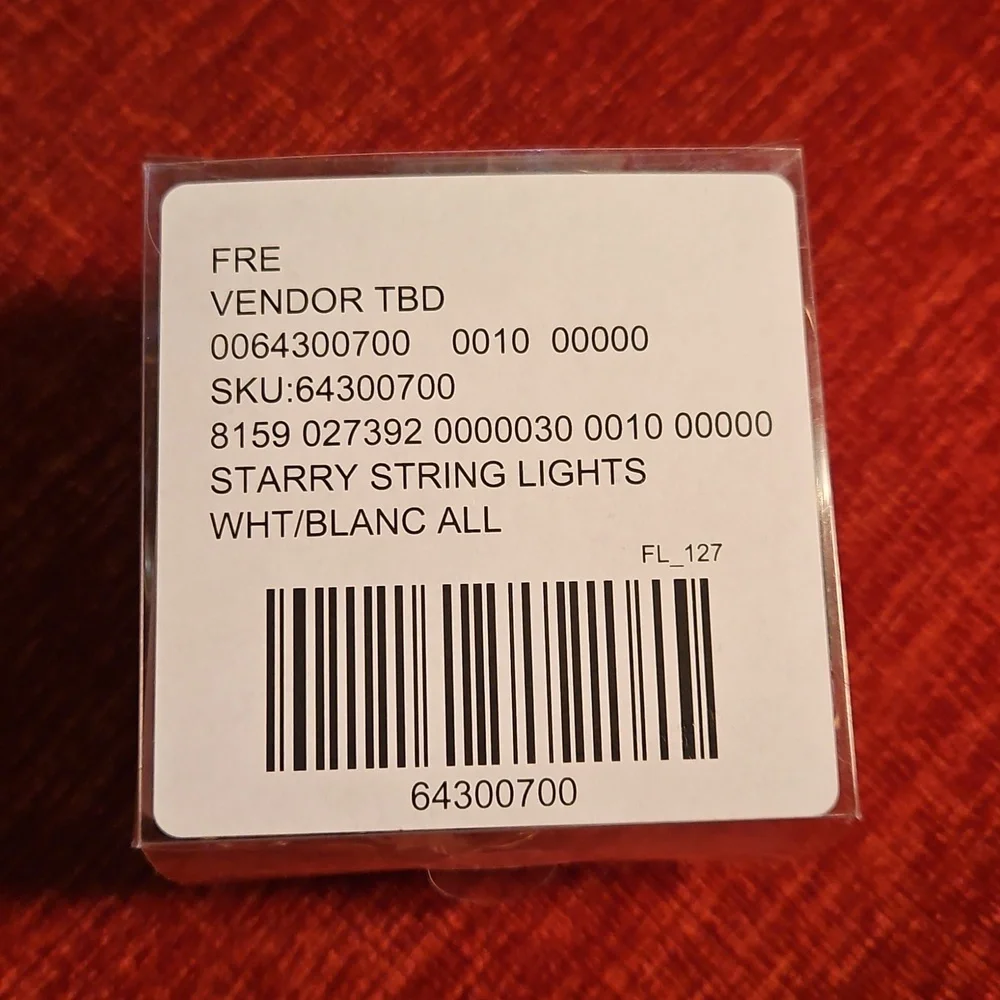 FRE
VENDOR TBD
0064300700 0010 00000
SKU:64300700
8159 027392 0000030 0010 00000
STARRY STRING LIGHTS
WHT/BLANC ALL
FL_127
64300700